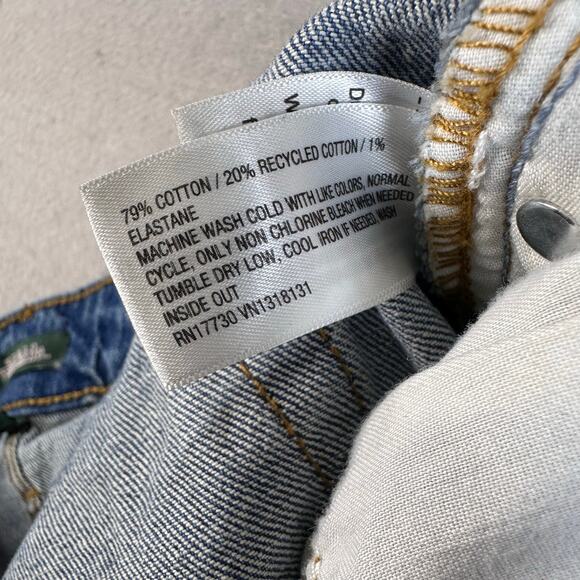 79% COTTON / 20% RECYCLED COTTON / 1%
ELASTANE
MACHINE WASH COLD WITH LIKE COLORS, NORMAL
CYCLE, ONLY NON CHLORINE BLEACH WHEN NEEDED
TUMBLE DRY LOW, COOL IRON IF NEEDED WASH
INSIDE OUT
RN17730 VN1318131